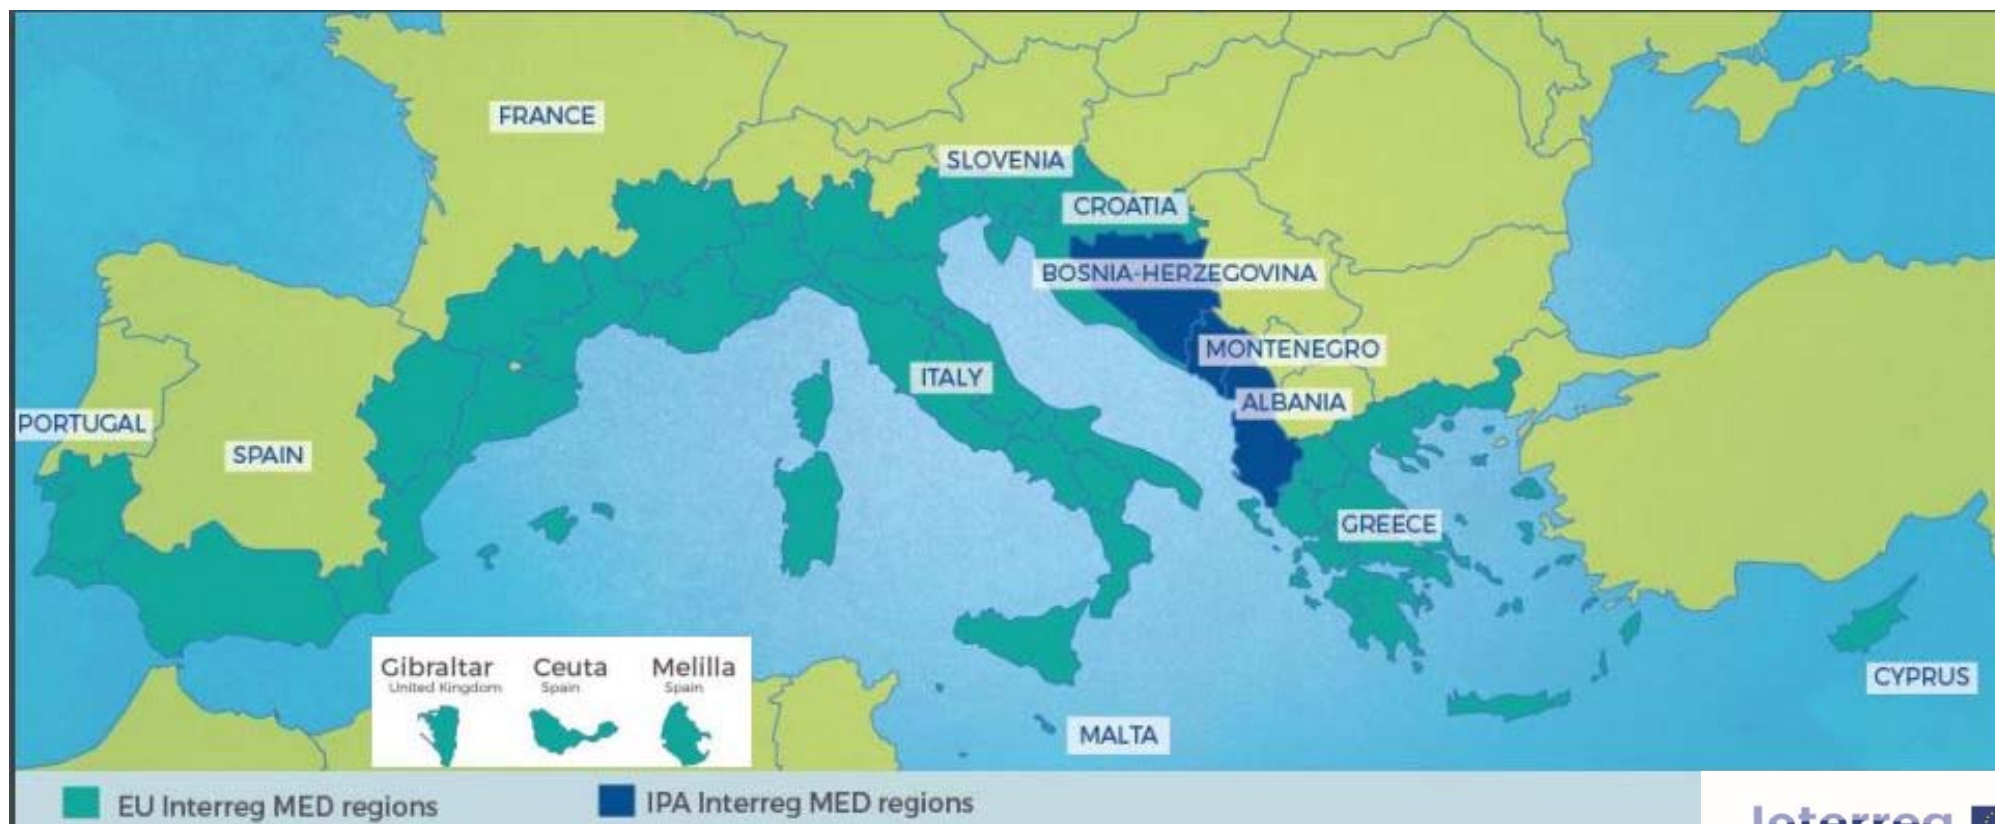 FRANCE
SLOVENIA
CROATIA
BOSNIA-HERZEGOVINA
MONTENEGRO
ITALY
ALBANIA
PORTUGAL
SPAIN
GREECE
Gibraltar
United Kingdom
Ceuta
Spain
Melilla
Spain
CYPRUS
MALTA
EU Interreg MED regions
IPA Interreg MED regions
Interreg